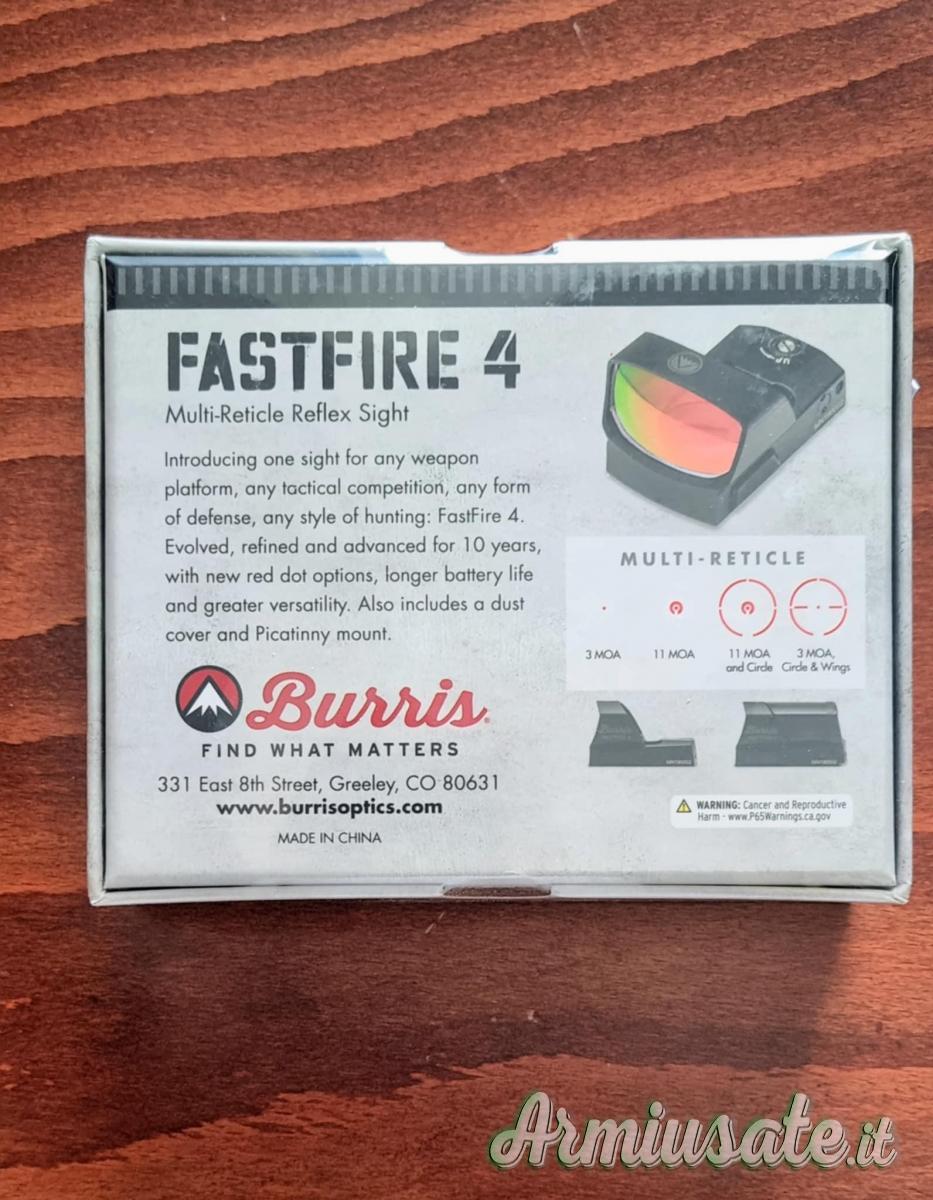 FASTFIRE 4
Multi-Reticle Reflex Sight
Introducing one sight for any weapon
platform, any tactical competition, any form
of defense, any style of hunting: FastFire 4.
Evolved, refined and advanced for 10 years,
with new red dot options, longer battery life
and greater versatility. Also includes a dust
cover and Picatinny mount.
Burris
FIND WHAT MATTERS
331 East 8th Street, Greeley, CO 80631
www.burrisoptics.com
MADE IN CHINA
UP
MULTI-RETICLE
3 MOA
11 MOA
11 MOA
and Circle
3 MOA,
Circle & Wings
Burris
WARNING: Cancer and Reproductive
Harm - www.P65Warnings.ca.gov
Armiusate.it